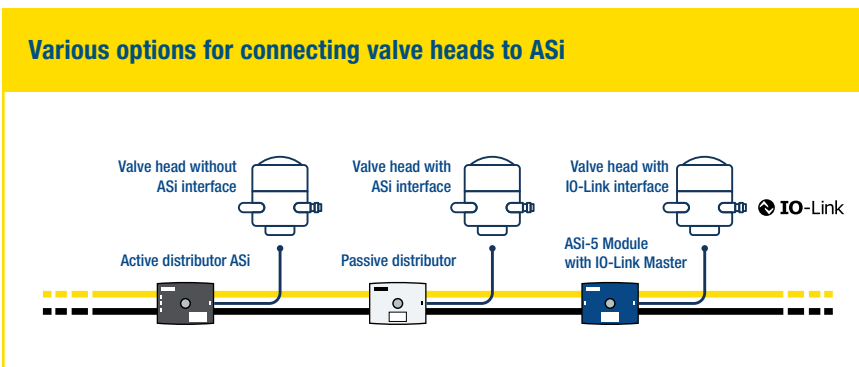 Various options for connecting valve heads to ASi
Valve head without
ASi interface
Valve head with
ASi interface
Valve head with
IO-Link interface
IO-Link
Active distributor ASi
Passive distributor
ASi-5 Module
with IO-Link Master